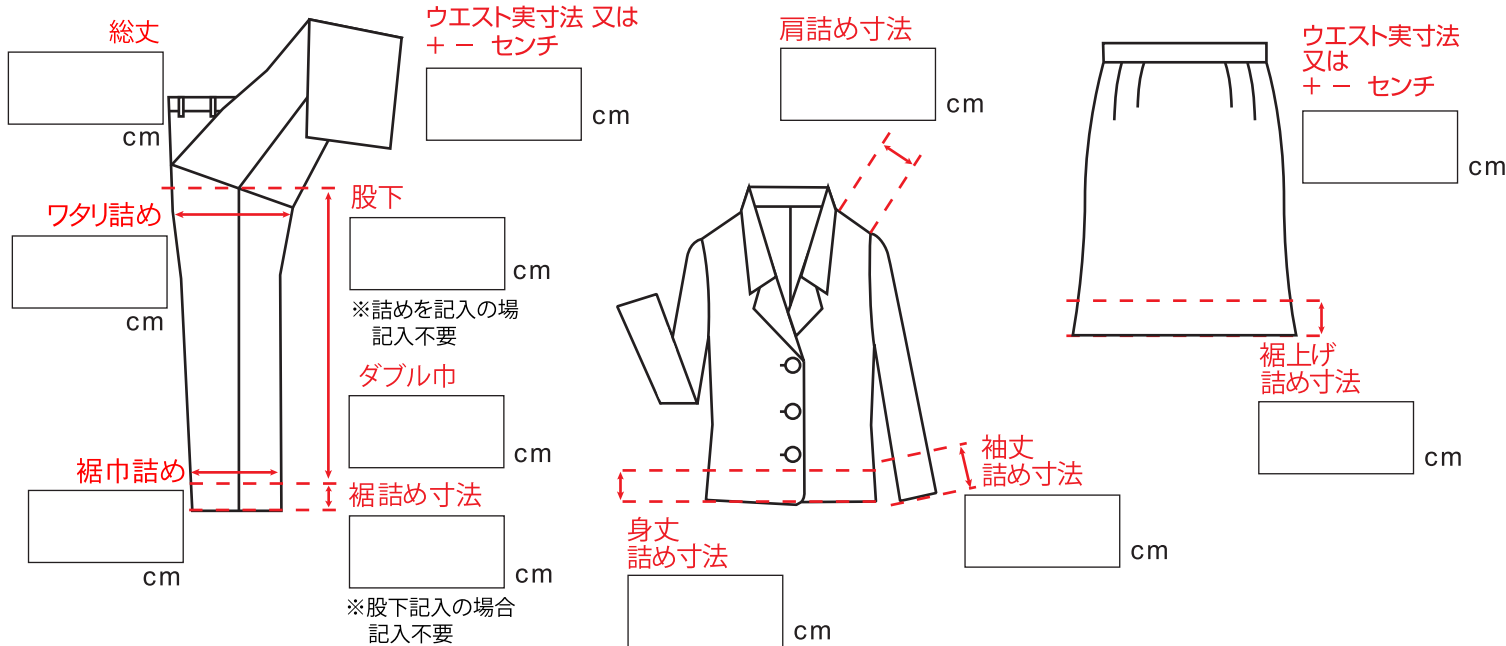 総丈
cm
ウエスト実寸法 又は
＋ − センチ
cm
ワタリ詰め
cm
股下
cm
※詰めを記入の場
記入不要
ダブル巾
cm
裾巾詰め
cm
裾詰め寸法
cm
※股下記入の場合
記入不要
肩詰め寸法
cm
袖丈
詰め寸法
cm
身丈
詰め寸法
cm
ウエスト実寸法
又は
＋ − センチ
cm
裾上げ
詰め寸法
cm